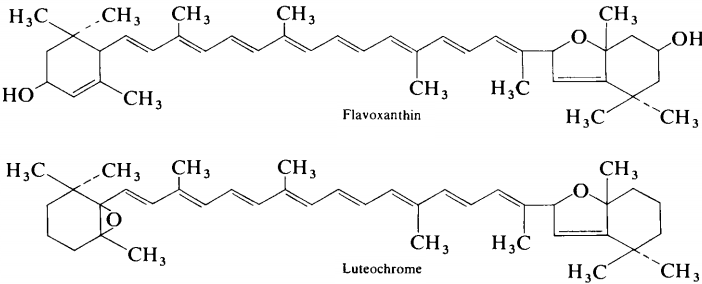 H₃C CH₃ CH₃ CH₃ CH₃ OH
O
HO CH₃ CH₃ H₃C H₃C CH₃
Flavoxanthin
H₃C CH₃ CH₃ CH₃ CH₃
O O
CH₃ CH₃ H₃C H₃C CH₃
Luteochrome